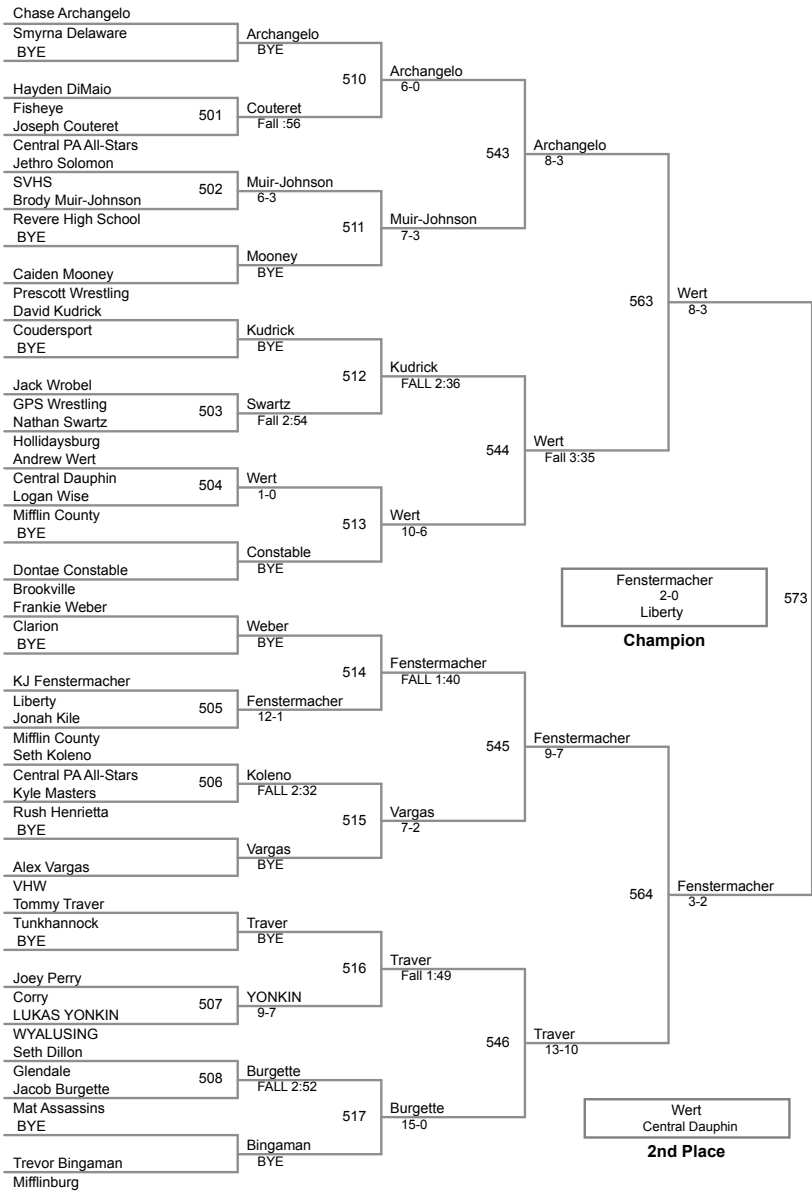 Chase Archangelo
Smyrna Delaware
BYE
Hayden DiMaio
Fisheye
Joseph Couteret
Central PA All-Stars
Jethro Solomon
SVHS
Brody Muir-Johnson
Revere High School
BYE
Caiden Mooney
Prescott Wrestling
David Kudrick
Coudersport
BYE
Jack Wrobel
GPS Wrestling
Nathan Swartz
Hollidaysburg
Andrew Wert
Central Dauphin
Logan Wise
Mifflin County
BYE
Dontae Constable
Brookville
Frankie Weber
Clarion
BYE
KJ Fenstermacher
Liberty
Jonah Kile
Mifflin County
Seth Koleno
Central PA All-Stars
Kyle Masters
Rush Henrietta
BYE
Alex Vargas
VHW
Tommy Traver
Tunkhannock
BYE
Joey Perry
Corry
LUKAS YONKIN
WYALUSING
Seth Dillon
Glendale
Jacob Burgette
Mat Assassins
BYE
Trevor Bingaman
Mifflinburg
501
502
503
504
505
506
507
508
Archangelo
BYE
Couteret
Fall :56
Muir-Johnson
6-3
Mooney
BYE
Kudrick
BYE
Swartz
Fall 2:54
Wert
1-0
Constable
BYE
Weber
BYE
Fenstermacher
12-1
Koleno
FALL 2:32
Vargas
BYE
Traver
BYE
YONKIN
9-7
Burgette
FALL 2:52
Bingaman
BYE
510
511
512
513
514
515
516
517
Archangelo
6-0
Muir-Johnson
7-3
Kudrick
FALL 2:36
Wert
10-6
Fenstermacher
FALL 1:40
Vargas
7-2
Traver
Fall 1:49
Burgette
15-0
543
544
545
546
Archangelo
8-3
Wert
Fall 3:35
Fenstermacher
9-7
Traver
13-10
563
564
Wert
8-3
Fenstermacher
3-2
573
Fenstermacher
2-0
Liberty
Champion
Wert
Central Dauphin
2nd Place